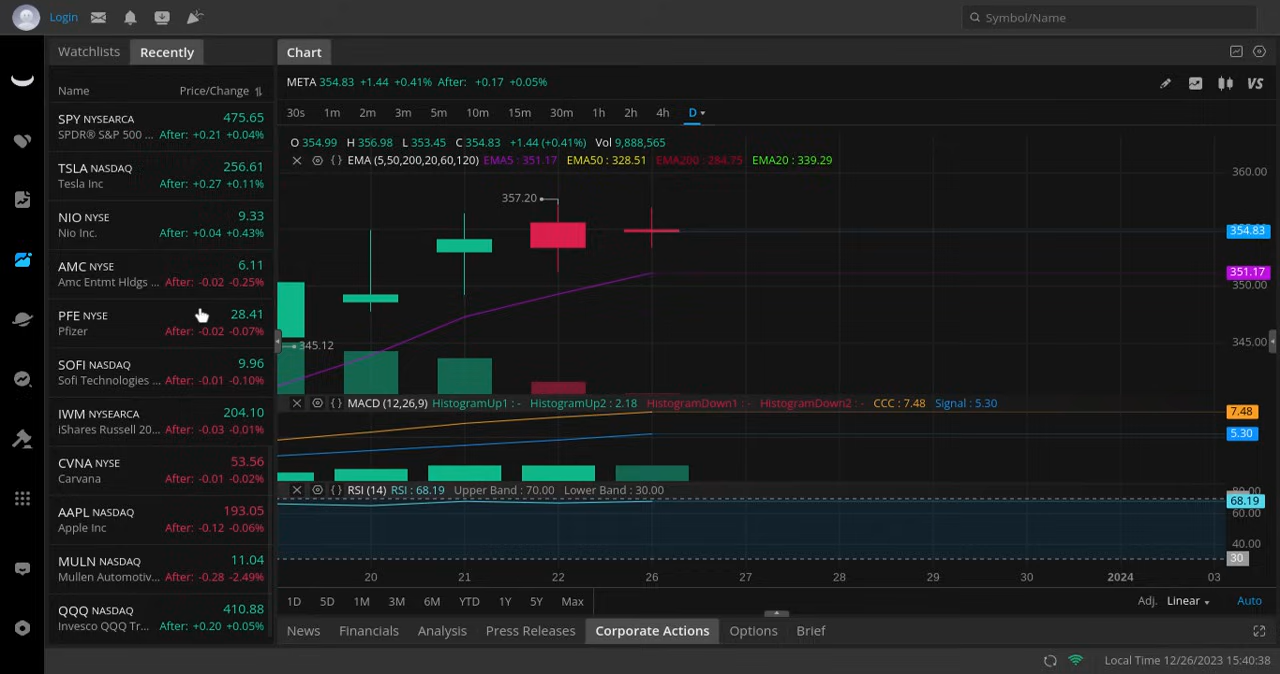 Login
Symbol/Name
Watchlists Recently
Chart
Name Price/Change
SPY NYSEARCA 475.65
SPDR® S&P 500 ... After: +0.21 +0.04%
TSLA NASDAQ 256.61
Tesla Inc After: +0.27 +0.11%
NIO NYSE 9.33
Nio Inc. After: +0.04 +0.43%
AMC NYSE 6.11
Amc Entmt Hldgs ... After: -0.02 -0.25%
PFE NYSE 28.41
Pfizer After: -0.02 -0.07%
SOFI NASDAQ 9.96
Sofi Technologies ... After: -0.01 -0.10%
IWM NYSEARCA 204.10
iShares Russell 20... After: -0.03 -0.01%
CVNA NYSE 53.56
Carvana After: -0.01 -0.02%
AAPL NASDAQ 193.05
Apple Inc After: -0.12 -0.06%
MULN NASDAQ 11.04
Mullen Automotiv... After: -0.28 -2.49%
QQQ NASDAQ 410.88
Invesco QQQ Tr... After: +0.20 +0.05%
META 354.83 +1.44 +0.41% After: +0.17 +0.05%
VS
30s 1m 2m 3m 5m 10m 15m 30m 1h 2h 4h D
O 354.99 H 356.98 L 353.45 C 354.83 +1.44 (+0.41%) Vol 9,888,565
{} EMA (5,50,200,20,60,120) EMA5 : 351.17 EMA50 : 328.51 EMA200 : 284.75 EMA20 : 339.29
360.00
357.20
354.83
351.17
350.00
345.12
345.00
{} MACD (12,26,9) HistogramUp1 : - HistogramUp2 : 2.18 HistogramDown1 : - HistogramDown2 : - CCC : 7.48 Signal : 5.30
7.48
5.30
{} RSI (14) RSI : 68.19 Upper Band : 70.00 Lower Band : 30.00
80.00
68.19
60.00
40.00
30
20 21 22 26 27 28 29 30 2024 03
1D 5D 1M 3M 6M YTD 1Y 5Y Max
Adj. Linear Auto
News Financials Analysis Press Releases Corporate Actions Options Brief
Local Time 12/26/2023 15:40:38